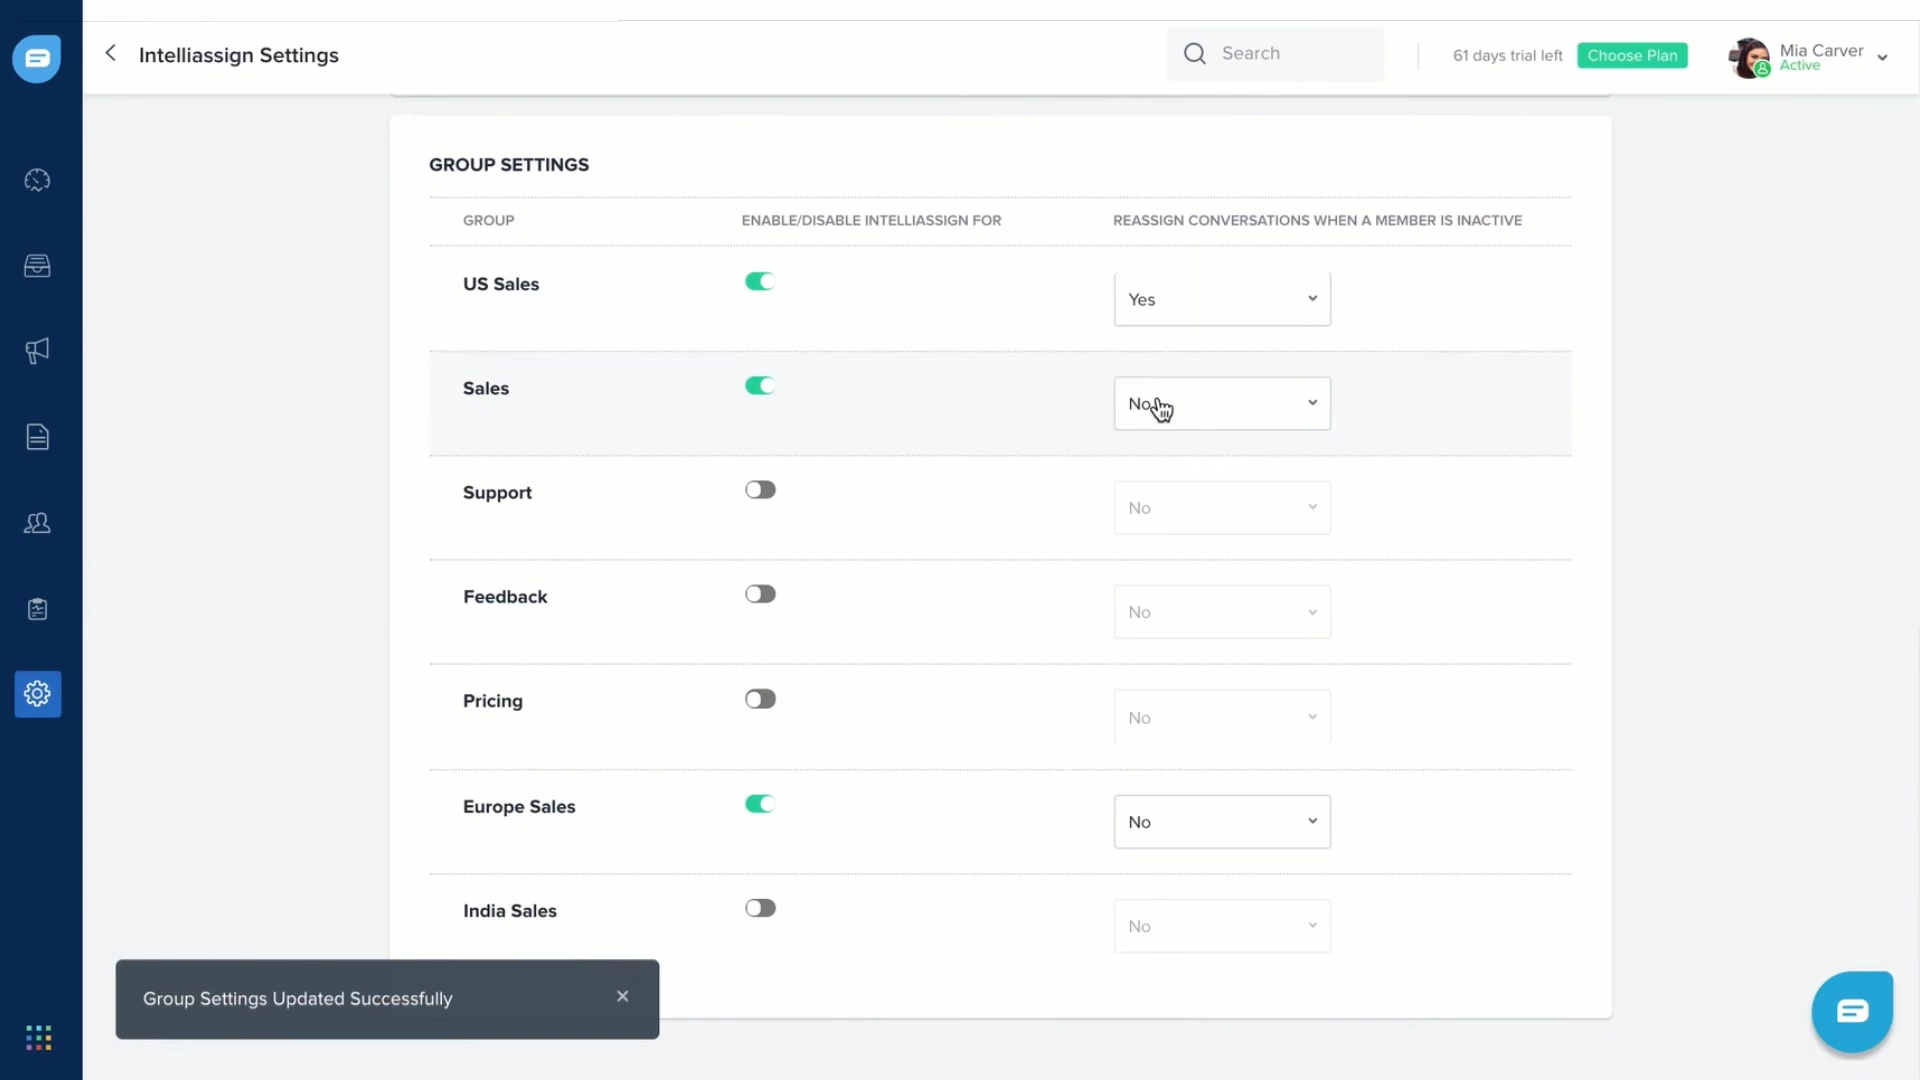 Intelliassign Settings
Search
61 days trial left
Choose Plan
Mia Carver
Active
GROUP SETTINGS
GROUP
ENABLE/DISABLE INTELLIASSIGN FOR
REASSIGN CONVERSATIONS WHEN A MEMBER IS INACTIVE
US Sales
Yes
Sales
No
Support
No
Feedback
No
Pricing
No
Europe Sales
No
India Sales
No
Group Settings Updated Successfully